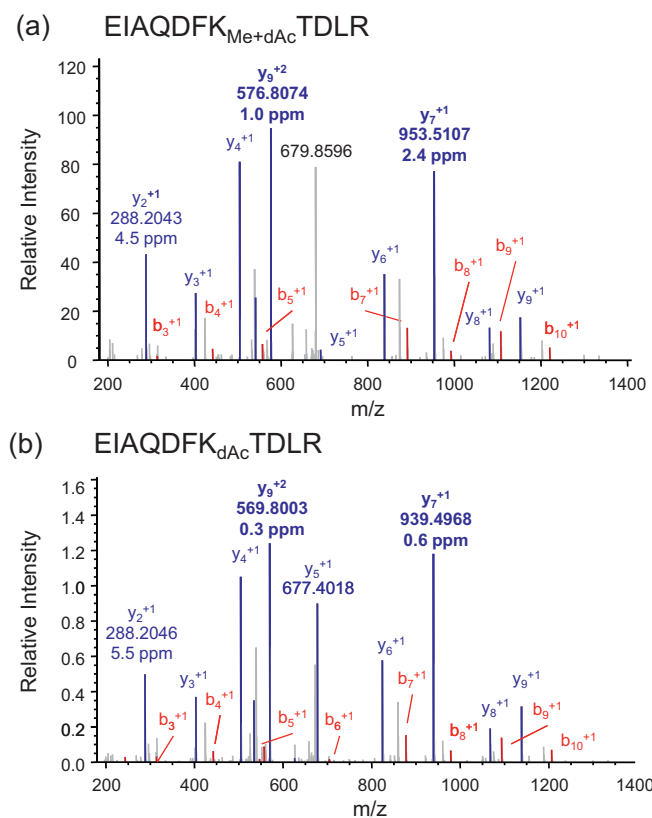 (a) EIAQDFK_Me+dAc TDLR
120
100
80
60
40
20
0
Relative Intensity
y₉⁺²
576.8074
1.0 ppm
y₇⁺¹
953.5107
2.4 ppm
y₄⁺¹
679.8596
y₂⁺¹
288.2043
4.5 ppm
y₃⁺¹
b₃⁺¹
b₄⁺¹
b₅⁺¹
y₅⁺¹
b₇⁺¹
y₆⁺¹
b₈⁺¹
b₉⁺¹
y₈⁺¹
y₉⁺¹
b₁₀⁺¹
200 400 600 800 1000 1200 1400
m/z
(b) EIAQDFK_dAc TDLR
1.6
1.4
1.2
1.0
0.8
0.6
0.4
0.2
0.0
Relative Intensity
y₉⁺²
569.8003
0.3 ppm
y₇⁺¹
939.4968
0.6 ppm
y₄⁺¹
y₅⁺¹
677.4018
y₂⁺¹
288.2046
5.5 ppm
y₃⁺¹
b₃⁺¹
b₄⁺¹
b₅⁺¹
b₆⁺¹
y₆⁺¹
b₇⁺¹
b₈⁺¹
y₈⁺¹
y₉⁺¹
b₉⁺¹
b₁₀⁺¹
200 400 600 800 1000 1200 1400
m/z